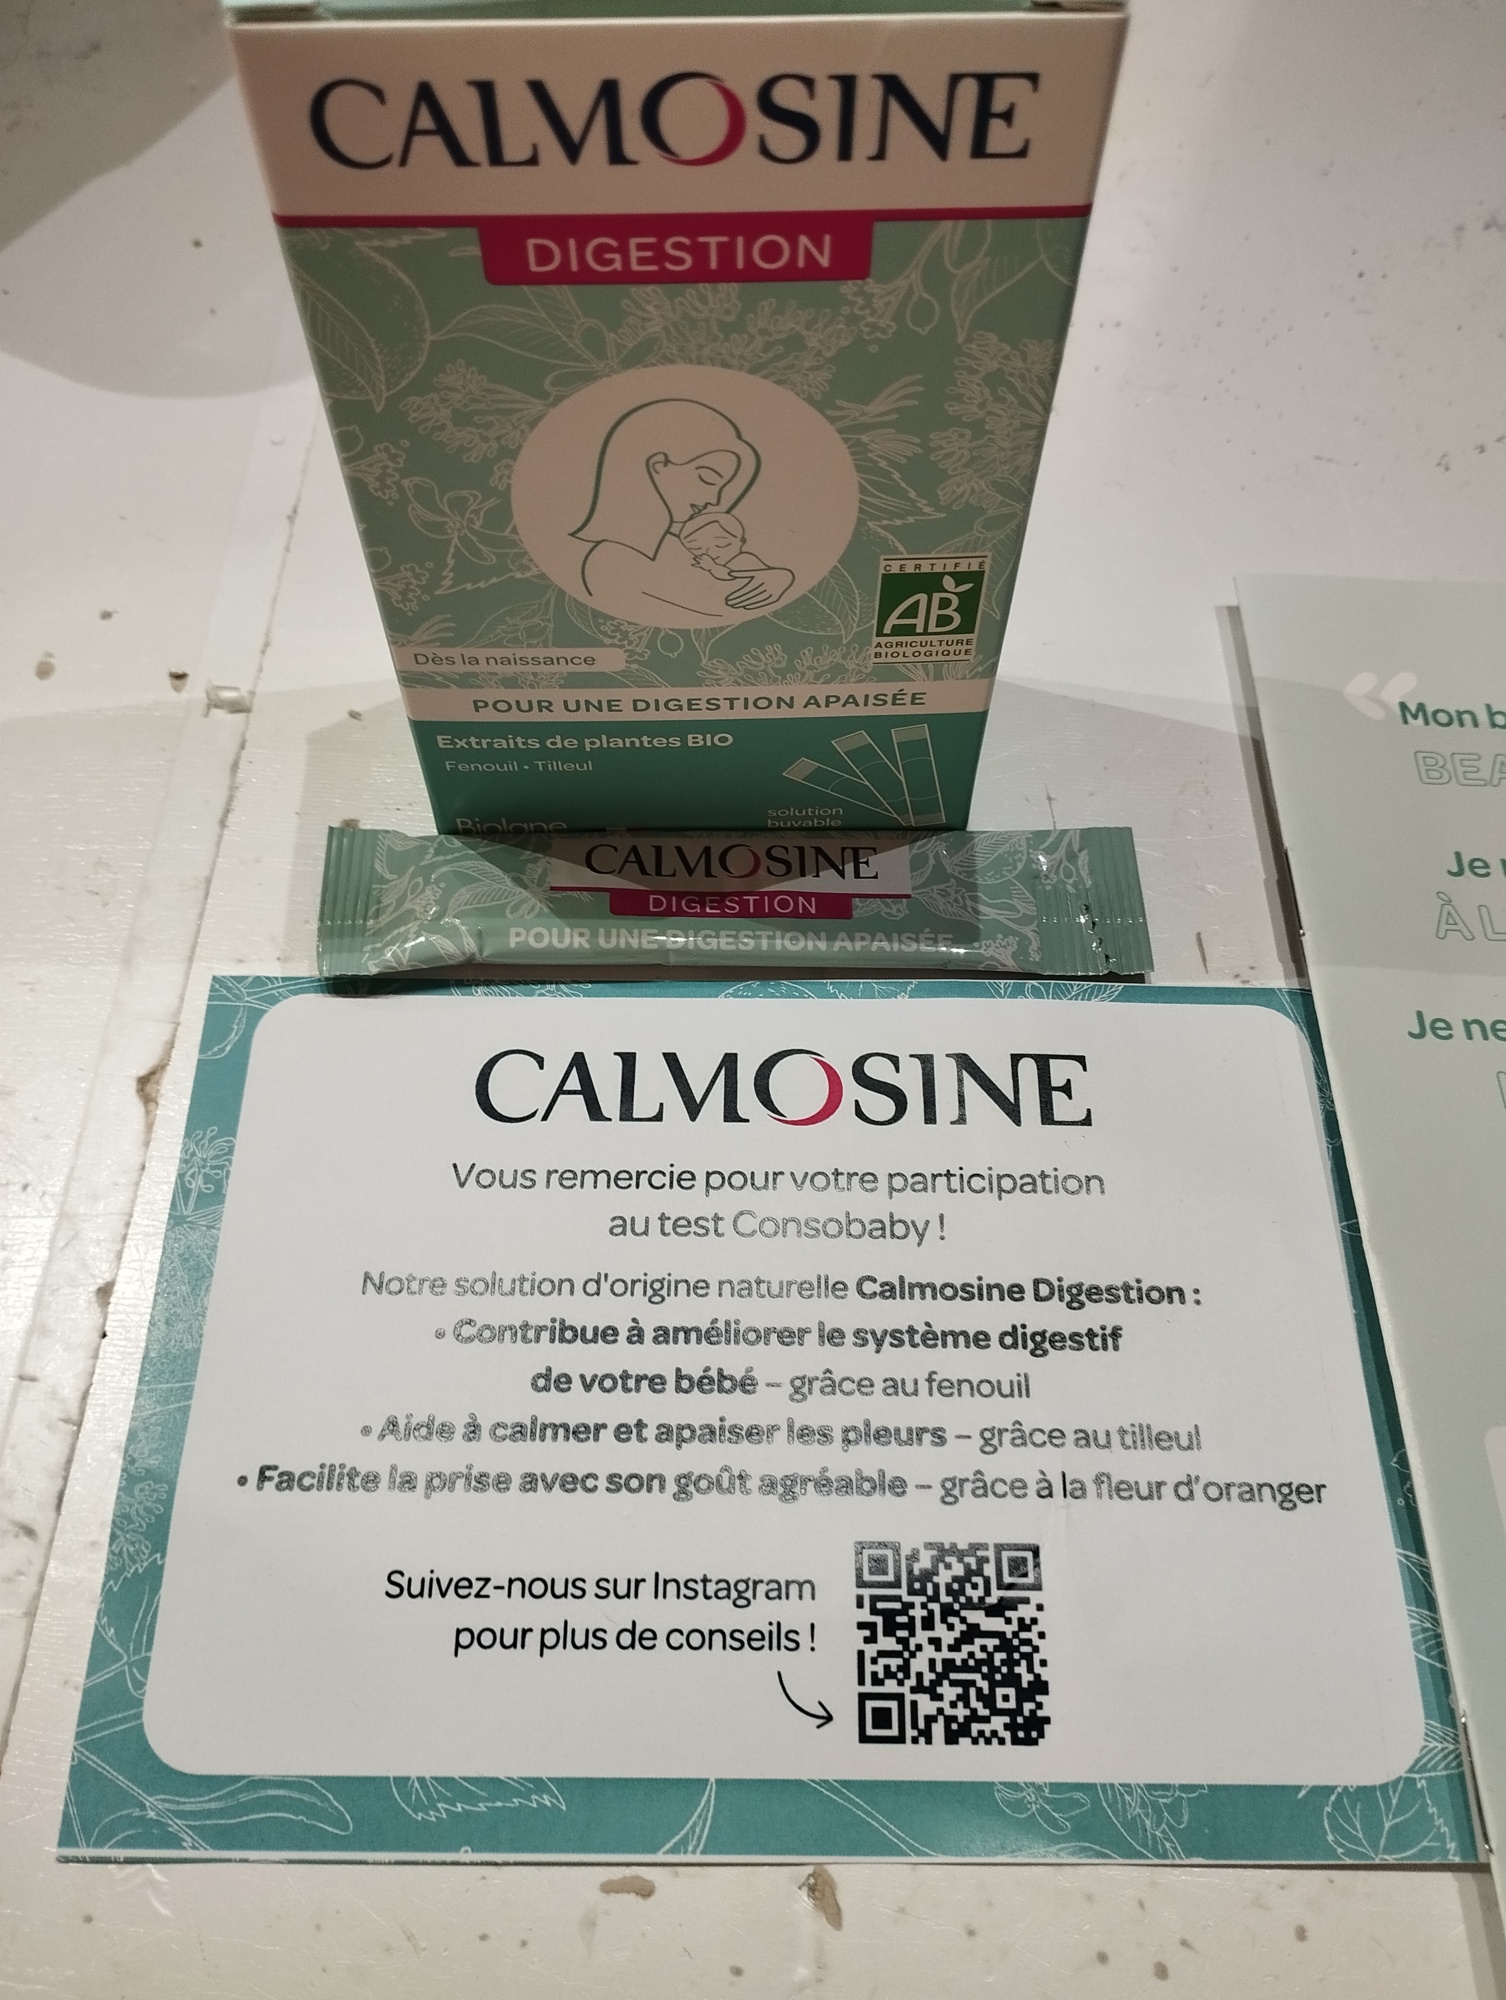 CALMOSINE
DIGESTION
CERTIFIÉ
AB
AGRICULTURE
BIOLOGIQUE
Dès la naissance
POUR UNE DIGESTION APAISÉE
Extraits de plantes BIO
Fenouil • Tilleul
solution
buvable
Biolane
CALMOSINE
DIGESTION
POUR UNE DIGESTION APAISÉE
CALMOSINE
Vous remercie pour votre participation
au test Consobaby !
Notre solution d'origine naturelle Calmosine Digestion :
• Contribue à améliorer le système digestif
de votre bébé – grâce au fenouil
• Aide à calmer et apaiser les pleurs – grâce au tilleul
• Facilite la prise avec son goût agréable – grâce à la fleur d'oranger
Suivez-nous sur Instagram
pour plus de conseils !
“
Mon
Je
À
Je ne